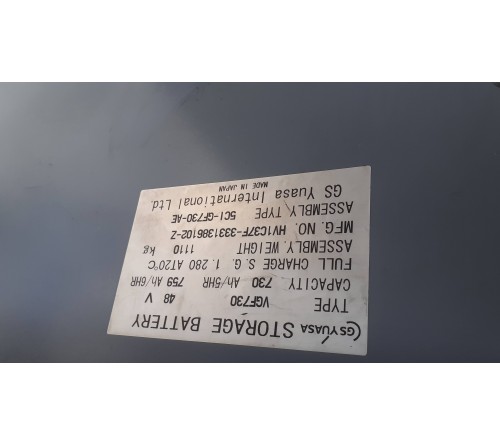 GS YUASA STORAGE BATTERY
TYPE VGF730 48 V
CAPACITY 730 Ah/5HR 759 Ah/6HR
FULL CHARGE S.G. 1.280 AT20°C
ASSEMBLY. WEIGHT 1110 kg
MFG. NO. HV1C37F-3331386102-Z
ASSEMBLY TYPE 5CI-GF730-AE
GS Yuasa International Ltd.
MADE IN JAPAN